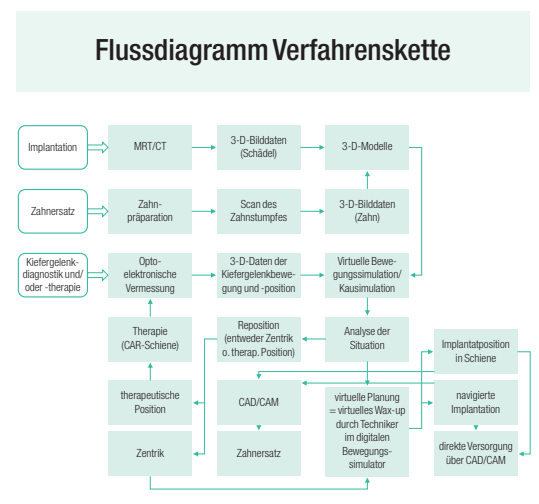 Flussdiagramm Verfahrenskette
Implantation
MRT/CT
3-D-Bilddaten
(Schädel)
3-D-Modelle
Zahnersatz
Zahn-
präparation
Scan des
Zahnstumpfes
3-D-Bilddaten
(Zahn)
Kiefergelenk-
diagnostik und/
oder -therapie
Opto-
elektronische
Vermessung
3-D-Daten der
Kiefergelenkbewe-
gung und -position
Virtuelle Bewe-
gungssimulation/
Kausimulation
Therapie
(CAR-Schiene)
Reposition
(entweder Zentrik
o. therap. Position)
Analyse der
Situation
Implantatposition
in Schiene
therapeutische
Position
CAD/CAM
virtuelle Planung
= virtuelles Wax-up
durch Techniker
im digitalen
Bewegungs-
simulator
navigierte
Implantation
Zentrik
Zahnersatz
direkte Versorgung
über CAD/CAM